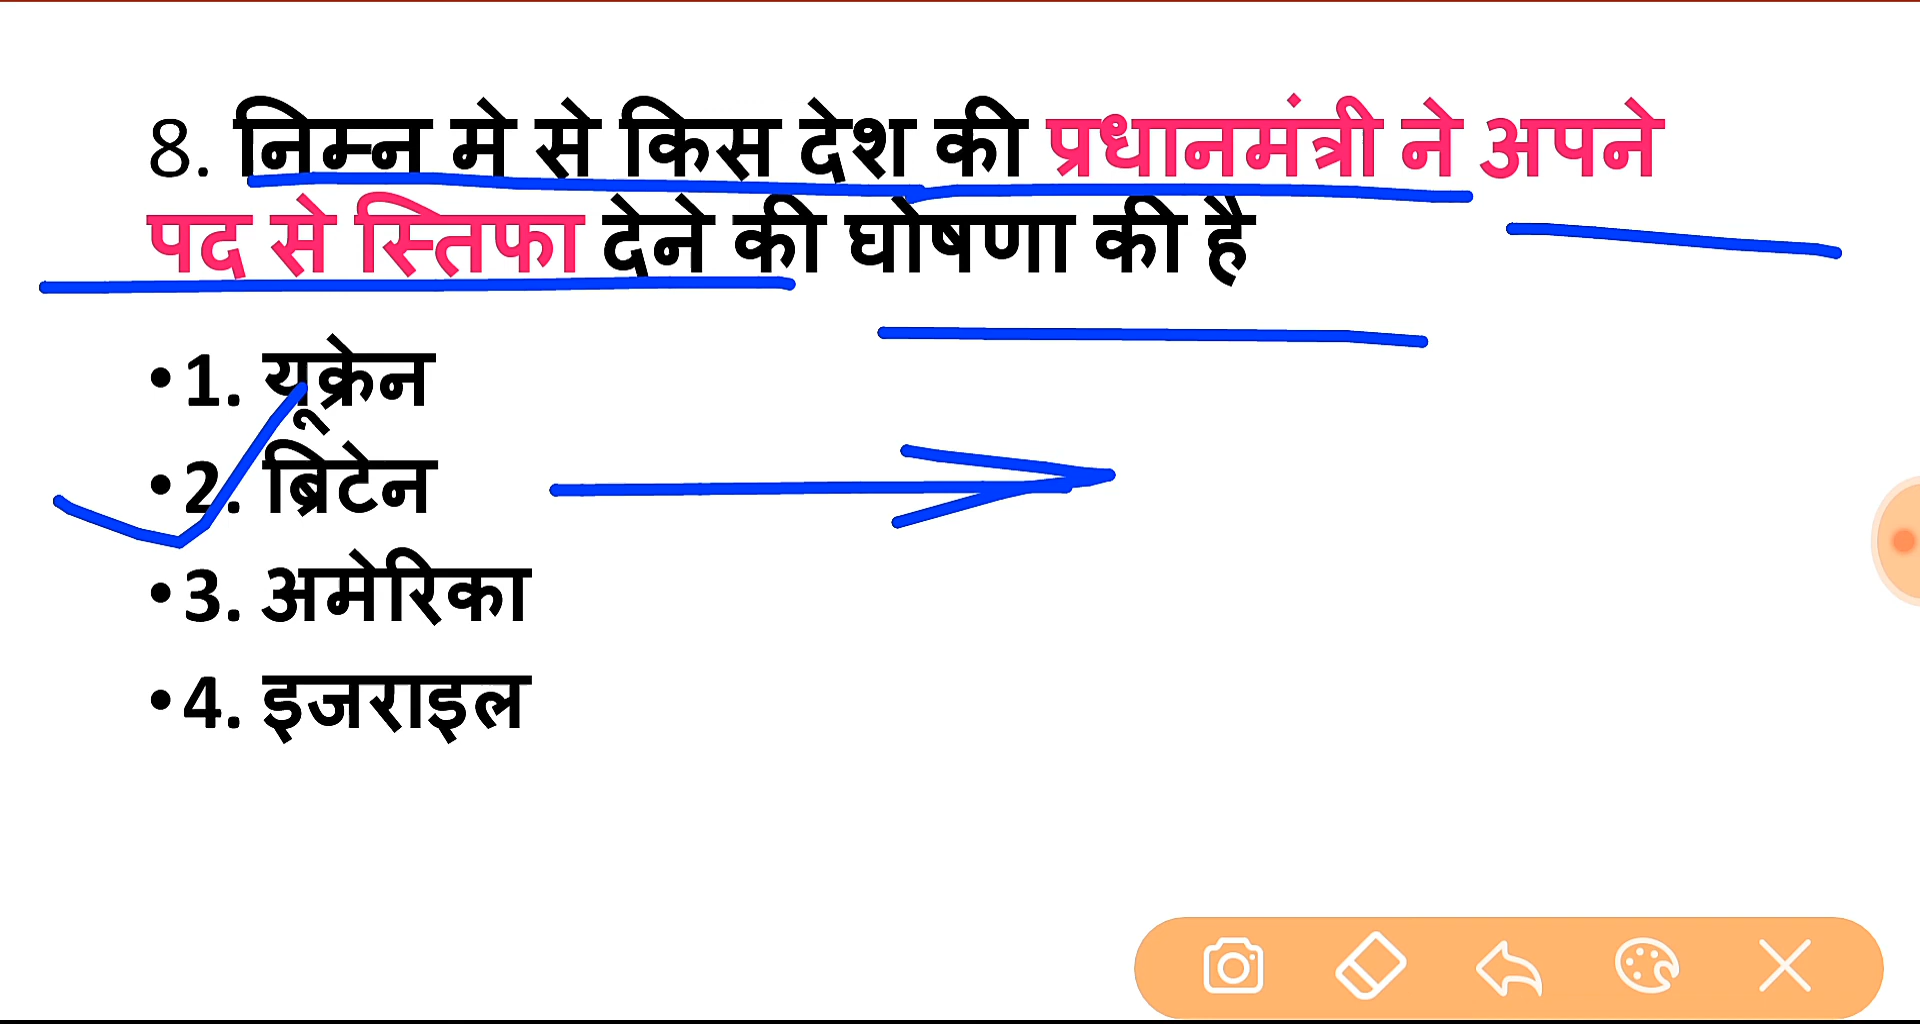 8. निम्न मे से किस देश की प्रधानमंत्री ने अपने
पद से स्तिफा देने की घोषणा की है
•1. यूक्रेन
•2. ब्रिटेन
•3. अमेरिका
•4. इजराइल